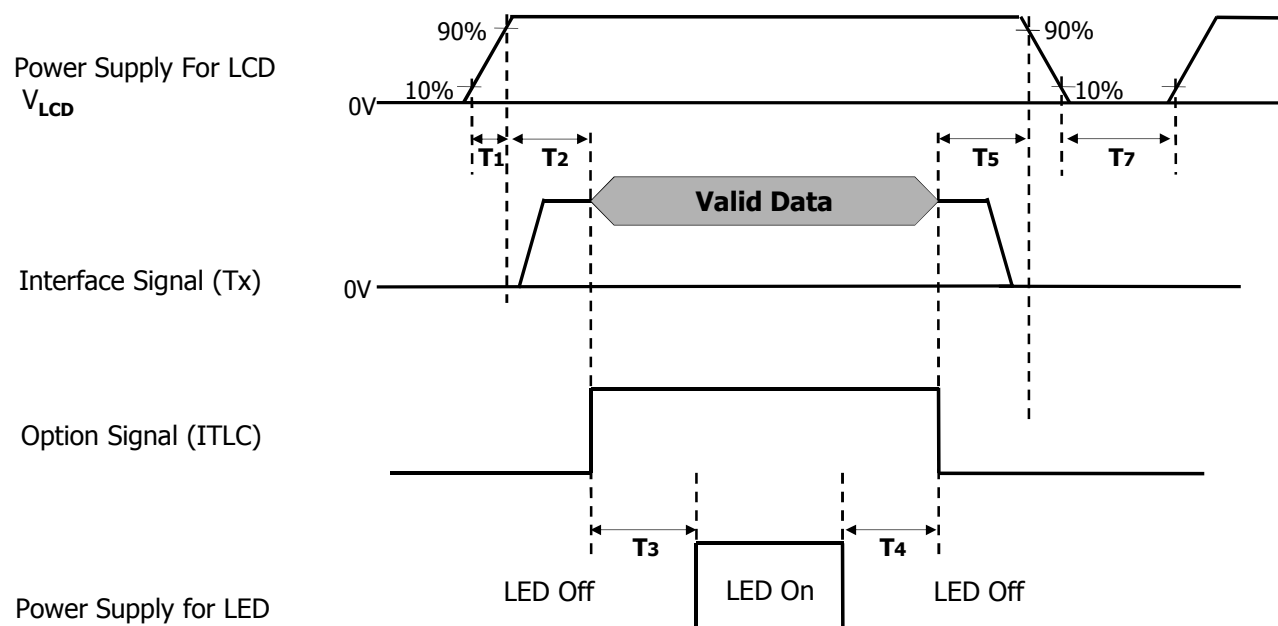 90%
90%
Power Supply For LCD
VLCD
10%
10%
0V
T1
T2
T5
T7
Valid Data
Interface Signal (Tx)
0V
Option Signal (ITLC)
T3
T4
LED Off
LED On
LED Off
Power Supply for LED